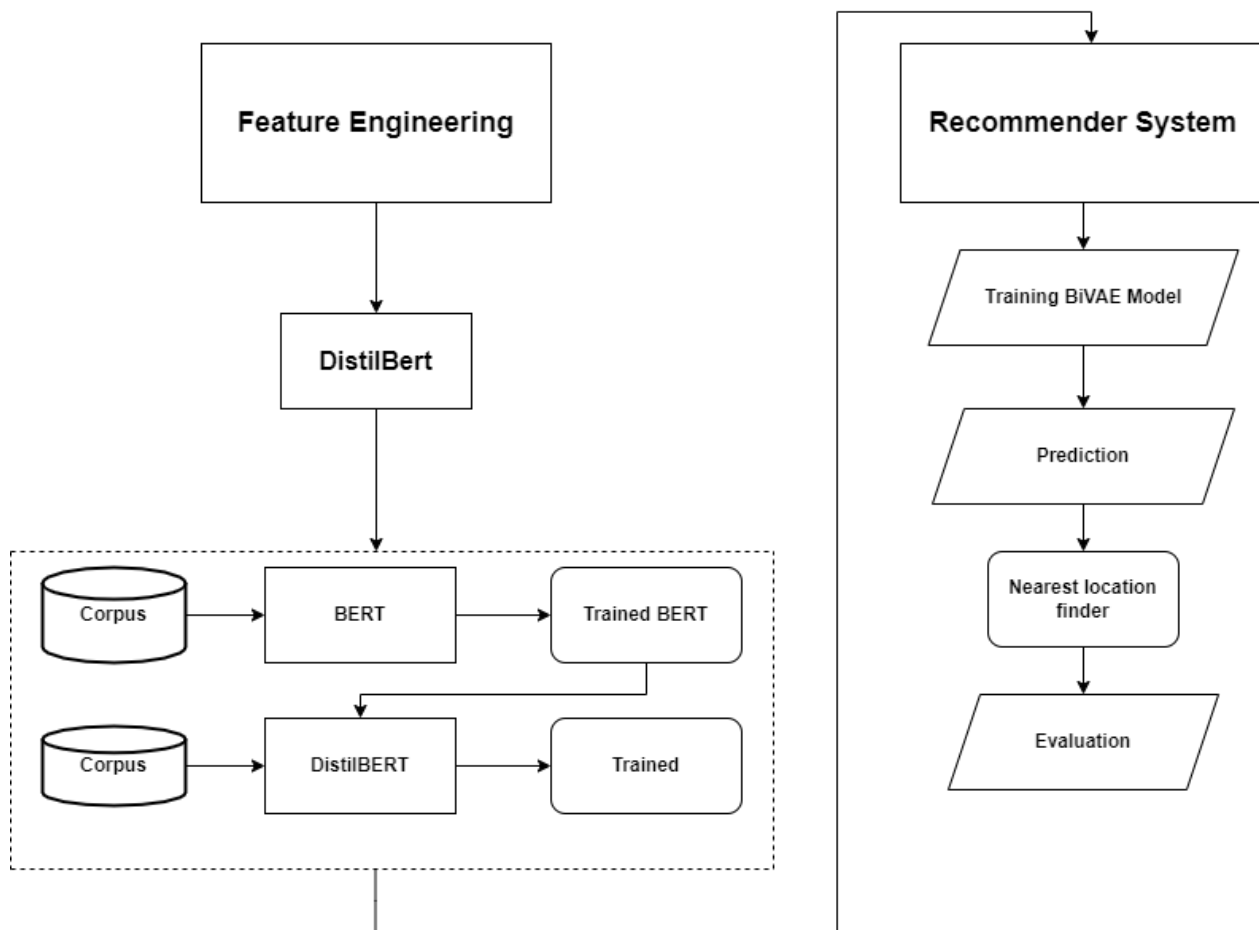 Feature Engineering
DistilBert
Corpus
BERT
Trained BERT
Corpus
DistilBERT
Trained
Recommender System
Training BiVAE Model
Prediction
Nearest location
finder
Evaluation